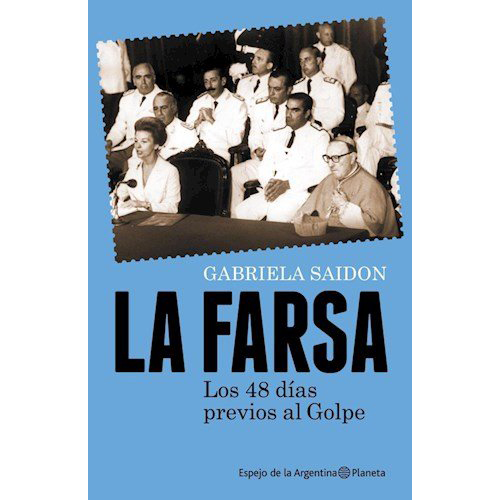 GABRIELA SAIDON
LA FARSA
Los 48 días
previos al Golpe
Espejo de la Argentina Planeta